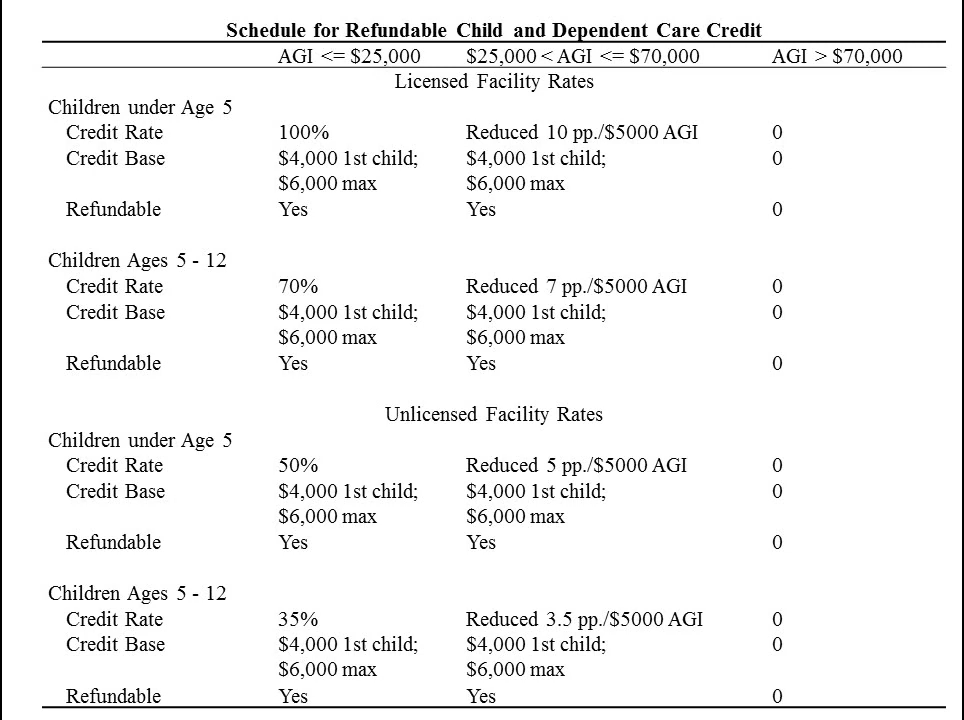 Schedule for Refundable Child and Dependent Care Credit
AGI <= $25,000 $25,000 < AGI <= $70,000 AGI > $70,000
Licensed Facility Rates
Children under Age 5
Credit Rate 100% Reduced 10 pp./$5000 AGI 0
Credit Base $4,000 1st child; $4,000 1st child; 0
$6,000 max $6,000 max
Refundable Yes Yes 0
Children Ages 5 - 12
Credit Rate 70% Reduced 7 pp./$5000 AGI 0
Credit Base $4,000 1st child; $4,000 1st child; 0
$6,000 max $6,000 max
Refundable Yes Yes 0
Unlicensed Facility Rates
Children under Age 5
Credit Rate 50% Reduced 5 pp./$5000 AGI 0
Credit Base $4,000 1st child; $4,000 1st child; 0
$6,000 max $6,000 max
Refundable Yes Yes 0
Children Ages 5 - 12
Credit Rate 35% Reduced 3.5 pp./$5000 AGI 0
Credit Base $4,000 1st child; $4,000 1st child; 0
$6,000 max $6,000 max
Refundable Yes Yes 0